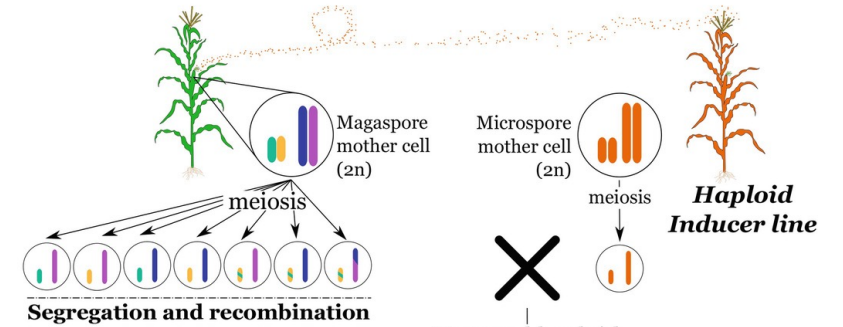 Magaspore
mother cell
(2n)
Microspore
mother cell
(2n)
meiosis
meiosis
Haploid
Inducer line
Segregation and recombination